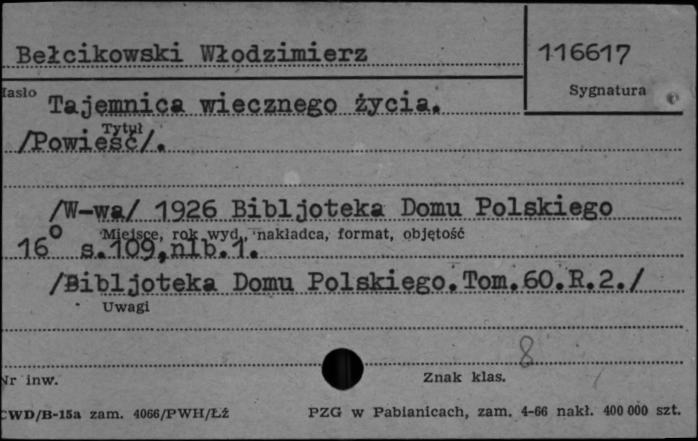 Bełcikowski Włodzimierz
116617
Hasło
Sygnatura
Tajemnica wiecznego życia.
Tytuł
/Powieść/.
/W-wa/ 1926 Bibljoteka Domu Polskiego
Miejsce, rok wyd., nakładca, format, objętość
16° s.109,nlb.1.
/Bibljoteka Domu Polskiego.Tom.60.R.2./
Uwagi
8
Nr inw.
Znak klas.
CWD/B-15a zam. 4066/PWH/ŁŹ
PZG w Pabianicach, zam. 4-66 nakł. 400 000 szt.